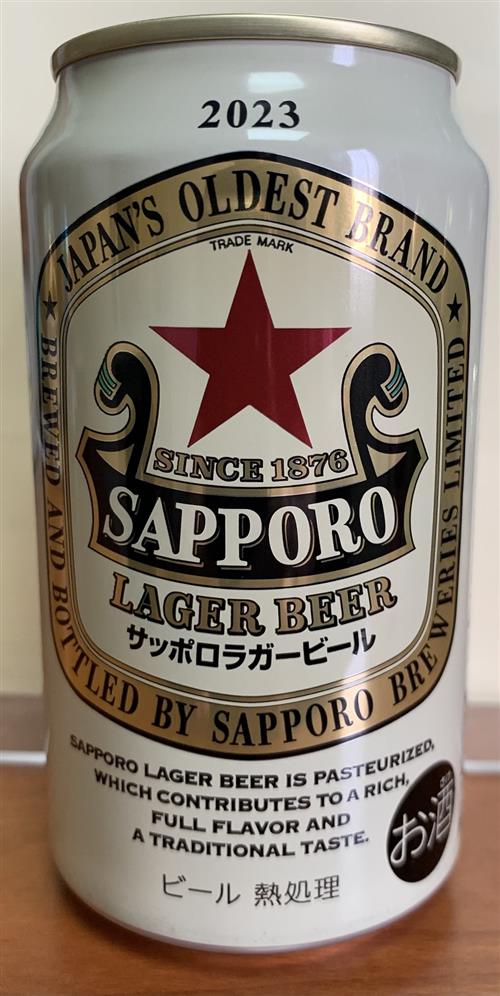 2023
JAPAN'S OLDEST BRAND
TRADE MARK
SINCE 1876
SAPPORO
LAGER BEER
サッポロラガービール
BREWED AND BOTTLED BY SAPPORO BREWERIES LIMITED
SAPPORO LAGER BEER IS PASTEURIZED,
WHICH CONTRIBUTES TO A RICH,
FULL FLAVOR AND
A TRADITIONAL TASTE.
お酒
ビール 熱処理